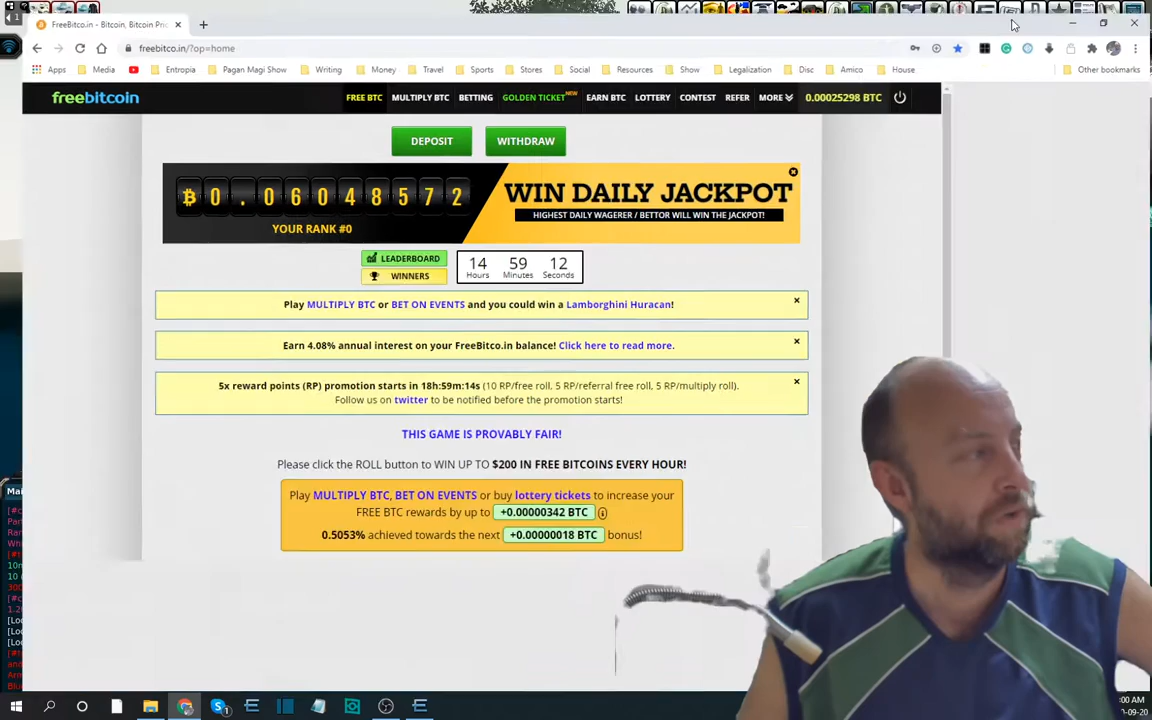 FreeBitco.in - Bitcoin, Bitcoin Pric
freebitco.in/?op=home
Apps Media Entropia Pagan Magi Show Writing Money Travel Sports Stores Social Resources Show Legalization Disc Amico House Other bookmarks
freebitcoin FREE BTC MULTIPLY BTC BETTING GOLDEN TICKET NEW EARN BTC LOTTERY CONTEST REFER MORE 0.00025298 BTC
DEPOSIT WITHDRAW
0.06048572
YOUR RANK #0
WIN DAILY JACKPOT
HIGHEST DAILY WAGERER / BETTOR WILL WIN THE JACKPOT!
LEADERBOARD
WINNERS
14 59 12
Hours Minutes Seconds
Play MULTIPLY BTC or BET ON EVENTS and you could win a Lamborghini Huracan!
Earn 4.08% annual interest on your FreeBitco.in balance! Click here to read more.
5x reward points (RP) promotion starts in 18h:59m:14s (10 RP/free roll, 5 RP/referral free roll, 5 RP/multiply roll).
Follow us on twitter to be notified before the promotion starts!
THIS GAME IS PROVABLY FAIR!
Please click the ROLL button to WIN UP TO $200 IN FREE BITCOINS EVERY HOUR!
Play MULTIPLY BTC, BET ON EVENTS or buy lottery tickets to increase your
FREE BTC rewards by up to +0.00000342 BTC
0.5053% achieved towards the next +0.00000018 BTC bonus!
:00 AM
0-09-20